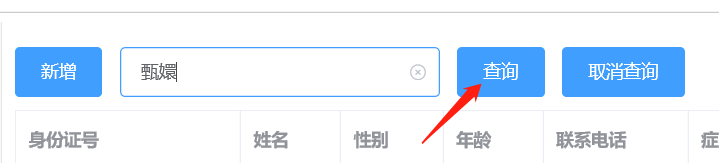 新增 甄嬛 查询 取消查询
身份证号 姓名 性别 年龄 联系电话 症